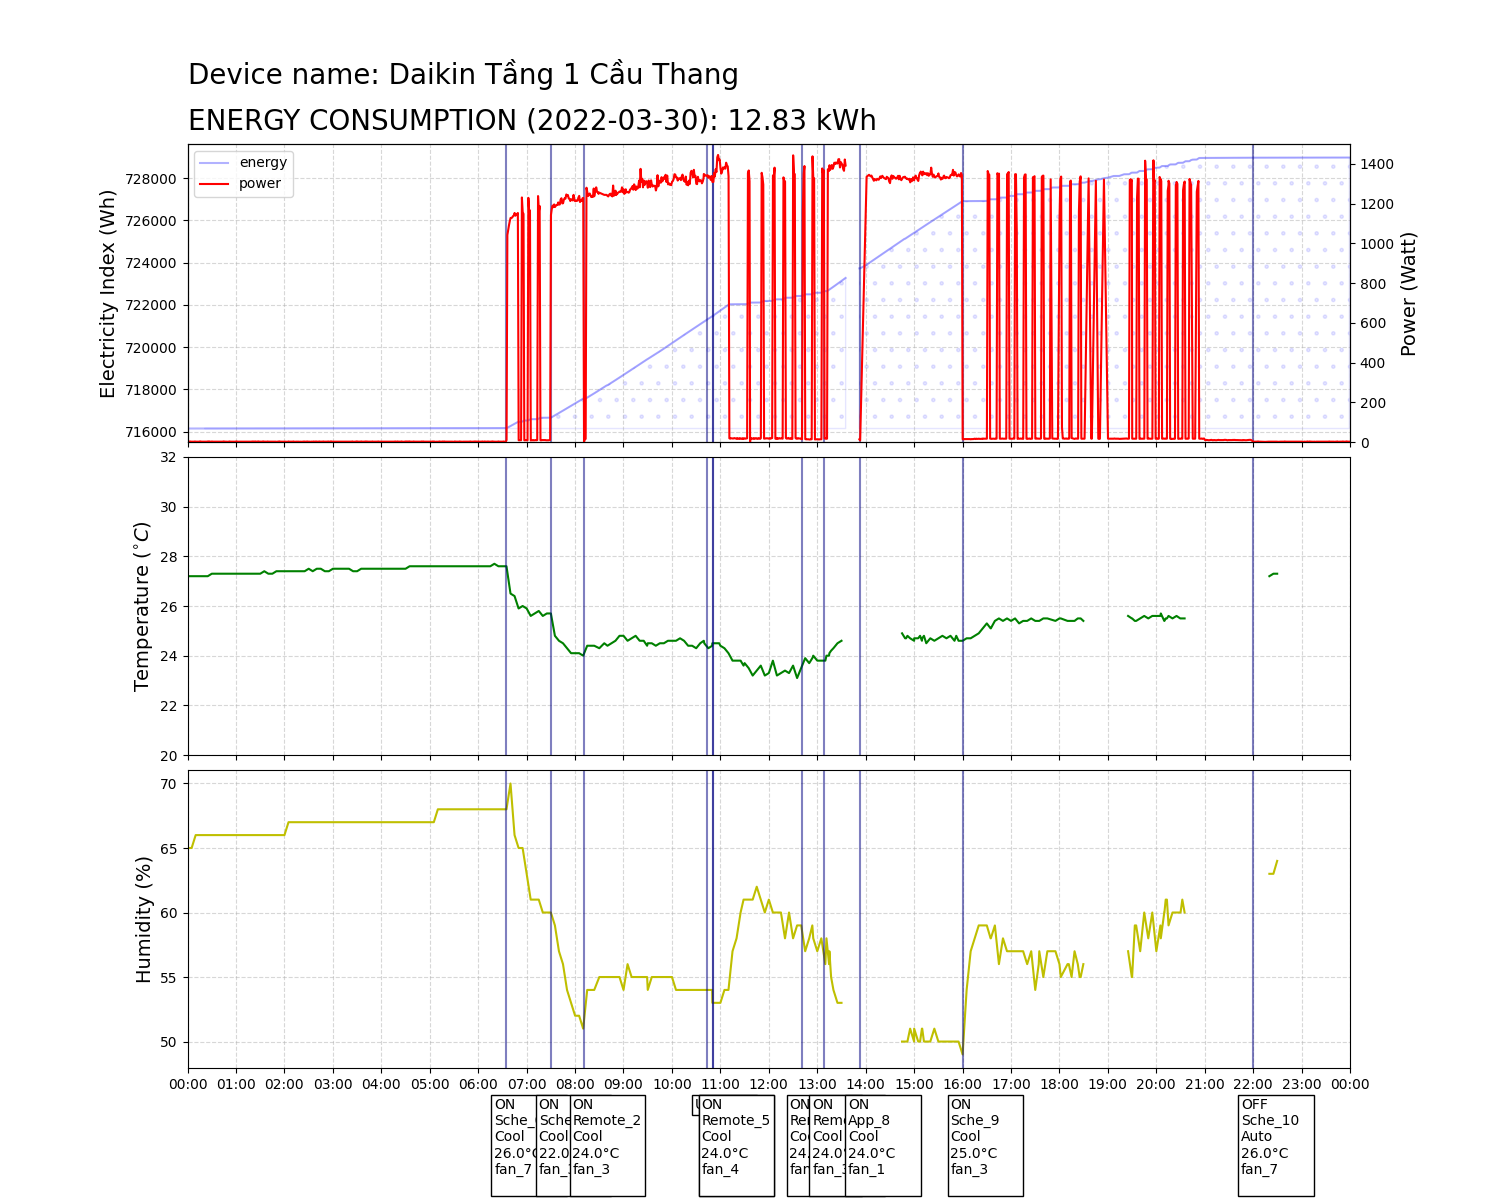 Device name: Daikin Tầng 1 Cầu Thang
ENERGY CONSUMPTION (2022-03-30): 12.83 kWh
energy
power
Electricity Index (Wh)
728000
726000
724000
722000
720000
718000
716000
Power (Watt)
1400
1200
1000
800
600
400
200
0
Temperature (°C)
32
30
28
26
24
22
20
Humidity (%)
70
65
60
55
50
00:00 01:00 02:00 03:00 04:00 05:00 06:00 07:00 08:00 09:00 10:00 11:00 12:00 13:00 14:00 15:00 16:00 17:00 18:00 19:00 20:00 21:00 22:00 23:00 00:00
ON
Sche_
Cool
26.0°C
fan_7
ON
Sche
Cool
22.0
fan_
ON
Remote_2
Cool
24.0°C
fan_3
ON
Remote_5
Cool
24.0°C
fan_4
ON
Re
Co
24.
fan
ON
Rem
Cool
24.0
fan_
ON
App_8
Cool
24.0°C
fan_1
ON
Sche_9
Cool
25.0°C
fan_3
OFF
Sche_10
Auto
26.0°C
fan_7